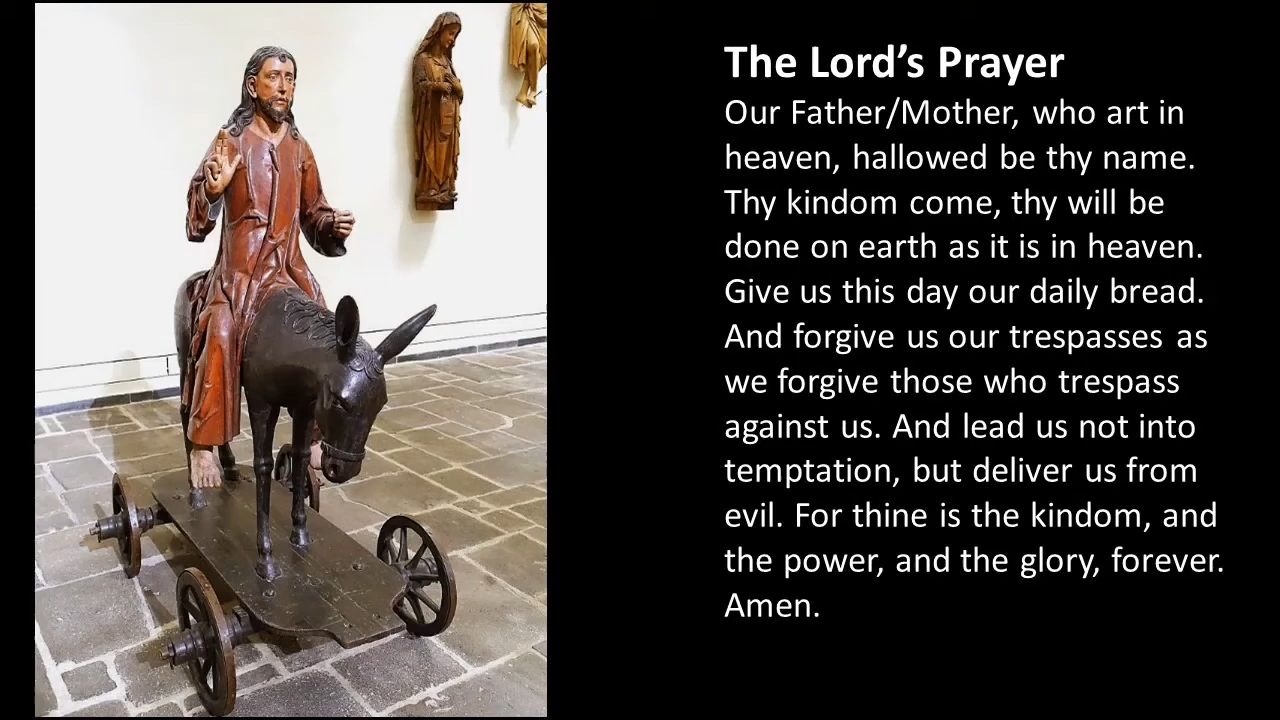 The Lord’s Prayer
Our Father/Mother, who art in
heaven, hallowed be thy name.
Thy kindom come, thy will be
done on earth as it is in heaven.
Give us this day our daily bread.
And forgive us our trespasses as
we forgive those who trespass
against us. And lead us not into
temptation, but deliver us from
evil. For thine is the kindom, and
the power, and the glory, forever.
Amen.